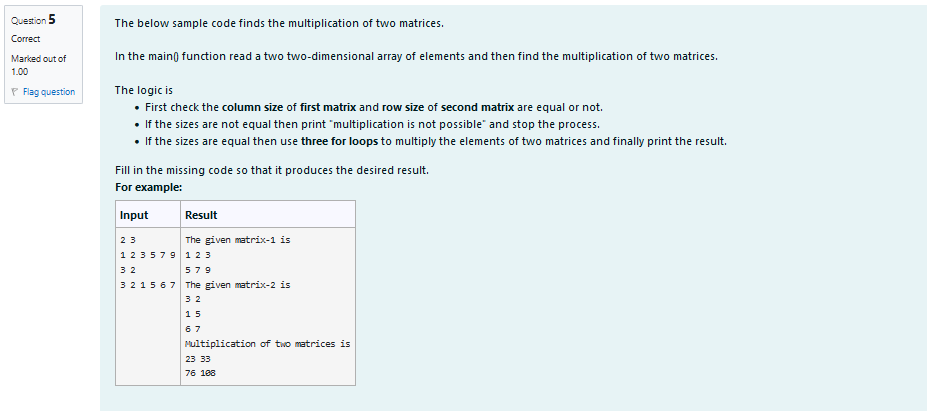 Question 5
Correct
Marked out of
1.00
Flag question
The below sample code finds the multiplication of two matrices.
In the main() function read a two two-dimensional array of elements and then find the multiplication of two matrices.
The logic is
• First check the column size of first matrix and row size of second matrix are equal or not.
• If the sizes are not equal then print "multiplication is not possible" and stop the process.
• If the sizes are equal then use three for loops to multiply the elements of two matrices and finally print the result.
Fill in the missing code so that it produces the desired result.
For example:
Input Result
2 3 The given matrix-1 is
1 2 3 5 7 9 1 2 3
3 2 5 7 9
3 2 1 5 6 7 The given matrix-2 is
3 2
1 5
6 7
Multiplication of two matrices is
23 33
76 108